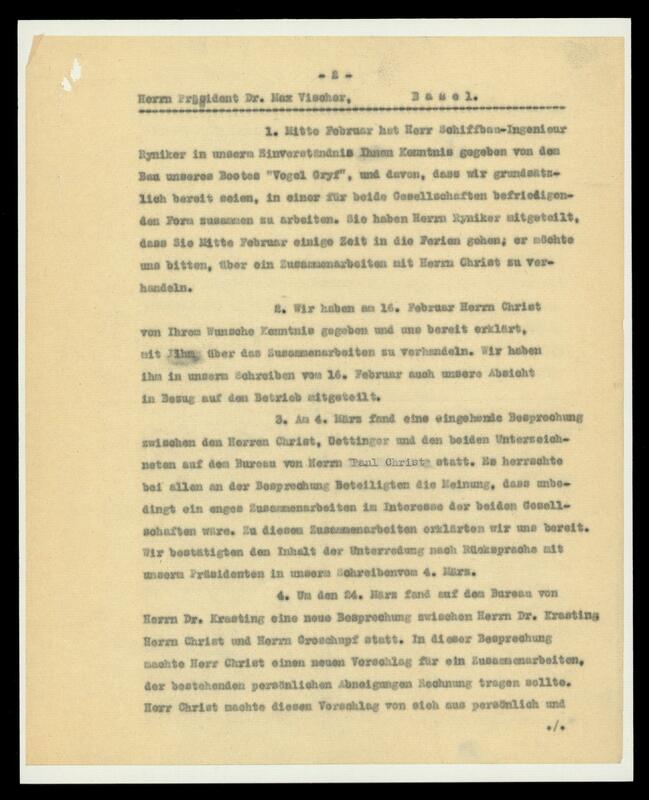 - 2 -
Herrn Präsident Dr. Max Vischer, Basel.
1. Mitte Februar hat Herr Schiffbau-Ingenieur
Ryniker in unserm Einverständnis Ihnen Kenntnis gegeben von dem
Bau unseres Bootes "Vogel Gryf", und davon, dass wir grundsätz-
lich bereit seien, in einer für beide Gesellschaften befriedigen-
den Form zusammen zu arbeiten. Sie haben Herrn Ryniker mitgeteilt,
dass Sie Mitte Februar einige Zeit in die Ferien gehen; er möchte
uns bitten, über ein Zusammenarbeiten mit Herrn Christ zu ver-
handeln.
2. Wir haben am 16. Februar Herrn Christ
von Ihrem Wunsche Kenntnis gegeben und uns bereit erklärt,
mit ihm über das Zusammenarbeiten zu verhandeln. Wir haben
ihm in unserm Schreiben vom 16. Februar auch unsere Absicht
in Bezug auf den Betrieb mitgeteilt.
3. Am 4. März fand eine eingehende Besprechung
zwischen den Herren Christ, Oettinger und den beiden Unterzeich-
neten auf dem Bureau von Herrn Paul Christ statt. Es herrschte
bei allen an der Besprechung Beteiligten die Meinung, dass unbe-
dingt ein enges Zusammenarbeiten im Interesse der beiden Gesell-
schaften wäre. Zu diesem Zusammenarbeiten erklärten wir uns bereit.
Wir bestätigten den Inhalt der Unterredung nach Rücksprache mit
unserm Präsidenten in unserm Schreibenvom 4. März.
4. Um den 24. März fand auf dem Bureau von
Herrn Dr. Krasting eine neue Besprechung zwischen Herrn Dr. Krasting
Herrn Christ und Herrn Groschupf statt. In dieser Besprechung
machte Herr Christ einen neuen Vorschlag für ein Zusammenarbeiten,
der bestehenden persönlichen Abneigungen Rechnung tragen sollte.
Herr Christ machte diesen Vorschlag von sich aus persönlich und
./.